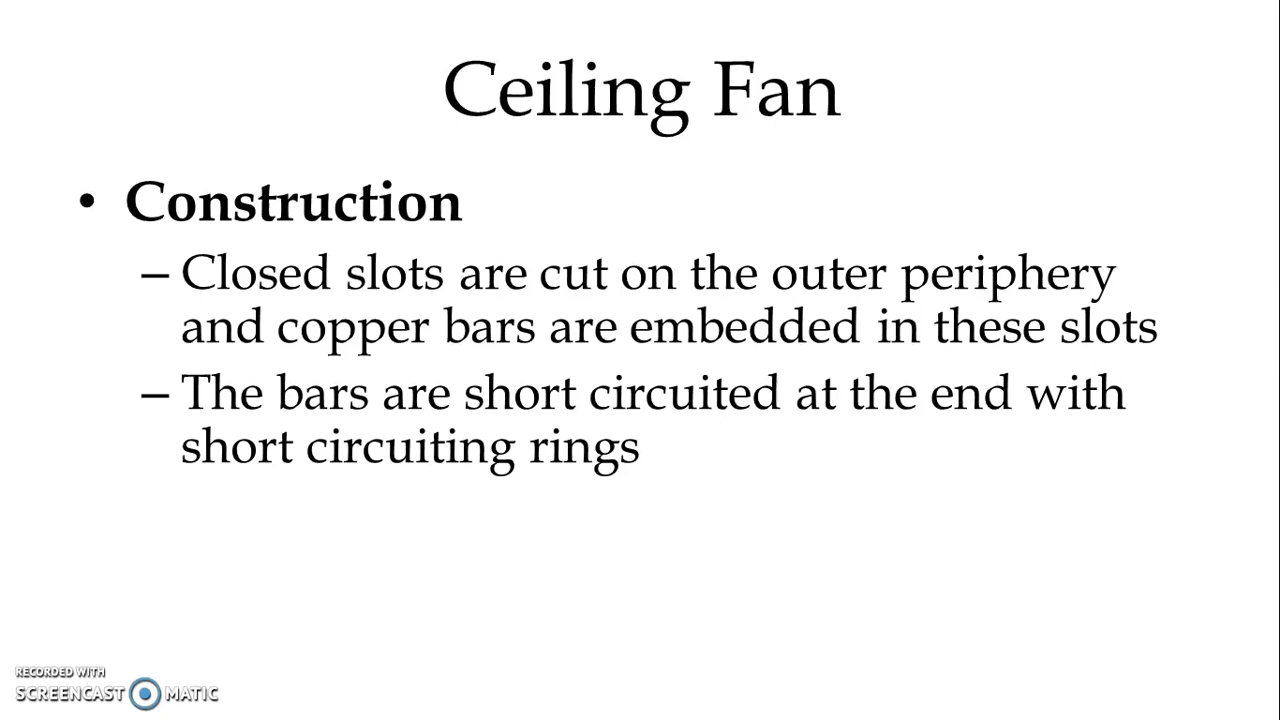 Ceiling Fan
• Construction
– Closed slots are cut on the outer periphery
and copper bars are embedded in these slots
– The bars are short circuited at the end with
short circuiting rings
RECORDED WITH
SCREENCAST MATIC